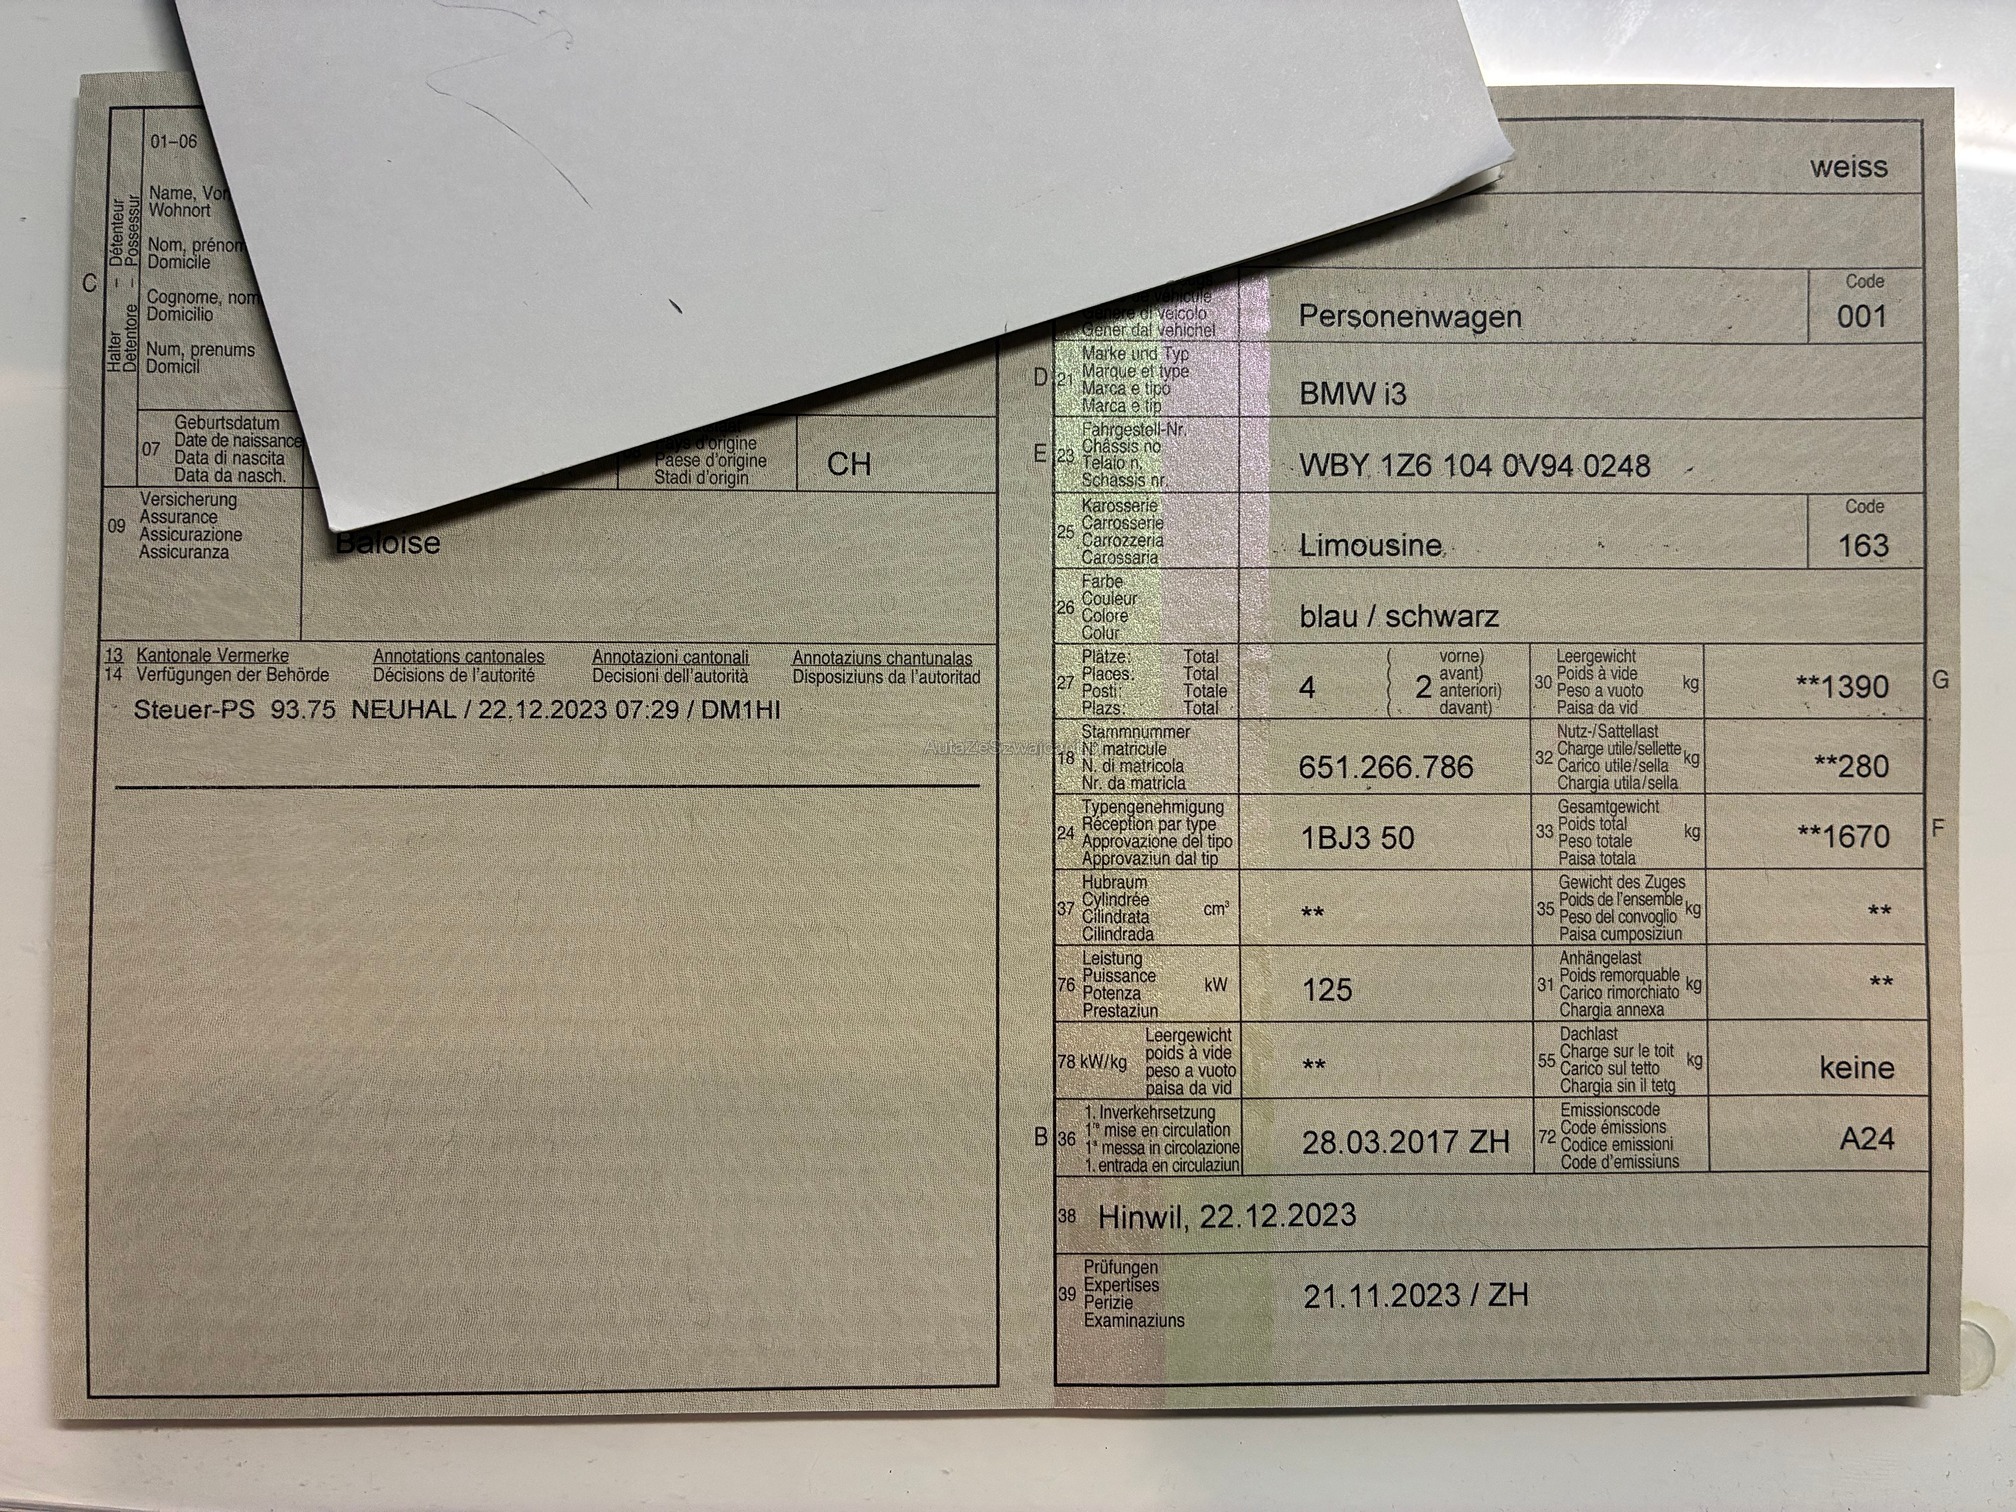 01–06
Name,
Wohnort
Nom,
Domicile
Cognome,
Domicilio
Num, prenums
Domicil
Halter – Détenteur
Detentore – Possessur
C
07
Geburtsdatum
Date de naissance
Data di nascita
Data da nasch.
d'origine
Paese d'origine
Stadi d'origin
CH
09
Versicherung
Assurance
Assicurazione
Assicuranza
Baloise
13 Kantonale Vermerke Annotations cantonales Annotazioni cantonali Annotaziuns chantunalas
14 Verfügungen der Behörde Décisions de l'autorité Decisioni dell'autorità Disposiziuns da l'autoritad
Steuer-PS 93.75 NEUHAL / 22.12.2023 07:29 / DM1HI
weiss
Genere di veicolo
Gener dal vehichel
Personenwagen
Code
001
D
21
Marke und Typ
Marque et type
Marca e tipo
Marca e tip
BMW i3
E
23
Fahrgestell-Nr.
Châssis no
Telaio n.
Schassis nr.
WBY 1Z6 104 0V94 0248
25
Karosserie
Carrosserie
Carrozzeria
Carossaria
Limousine
Code
163
26
Farbe
Couleur
Colore
Colur
blau / schwarz
27
Plätze: Total
Places: Total
Posti: Totale
Plazs: Total
4
( vorne)
avant)
2 anteriori)
( davant)
30
Leergewicht
Poids à vide
Peso a vuoto
Paisa da vid
kg
**1390
G
18
Stammnummer
N° matricule
N. di matricola
Nr. da matricla
651.266.786
32
Nutz-/Sattellast
Charge utile/sellette
Carico utile/sella
Chargia utila/sella
kg
**280
24
Typengenehmigung
Réception par type
Approvazione del tipo
Approvaziun dal tip
1BJ3 50
33
Gesamtgewicht
Poids total
Peso totale
Paisa totala
kg
**1670
F
37
Hubraum
Cylindrée
Cilindrata
Cilindrada
cm³
**
35
Gewicht des Zuges
Poids de l'ensemble
Peso del convoglio
Paisa cumposiziun
kg
**
76
Leistung
Puissance
Potenza
Prestaziun
kW
125
31
Anhängelast
Poids remorquable
Carico rimorchiato
Chargia annexa
kg
**
78 kW/kg
Leergewicht
poids à vide
peso a vuoto
paisa da vid
**
55
Dachlast
Charge sur le toit
Carico sul tetto
Chargia sin il tetg
kg
keine
B
36
1. Inverkehrsetzung
1re mise en circulation
1a messa in circolazione
1. entrada en circulaziun
28.03.2017 ZH
72
Emissionscode
Code émissions
Codice emissioni
Code d'emissiuns
A24
38 Hinwil, 22.12.2023
39
Prüfungen
Expertises
Perizie
Examinaziuns
21.11.2023 / ZH